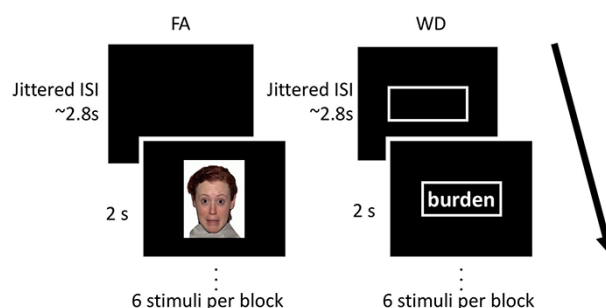 FA
WD
Jittered ISI
~2.8s
Jittered ISI
~2.8s
2 s
2 s
burden
6 stimuli per block
6 stimuli per block